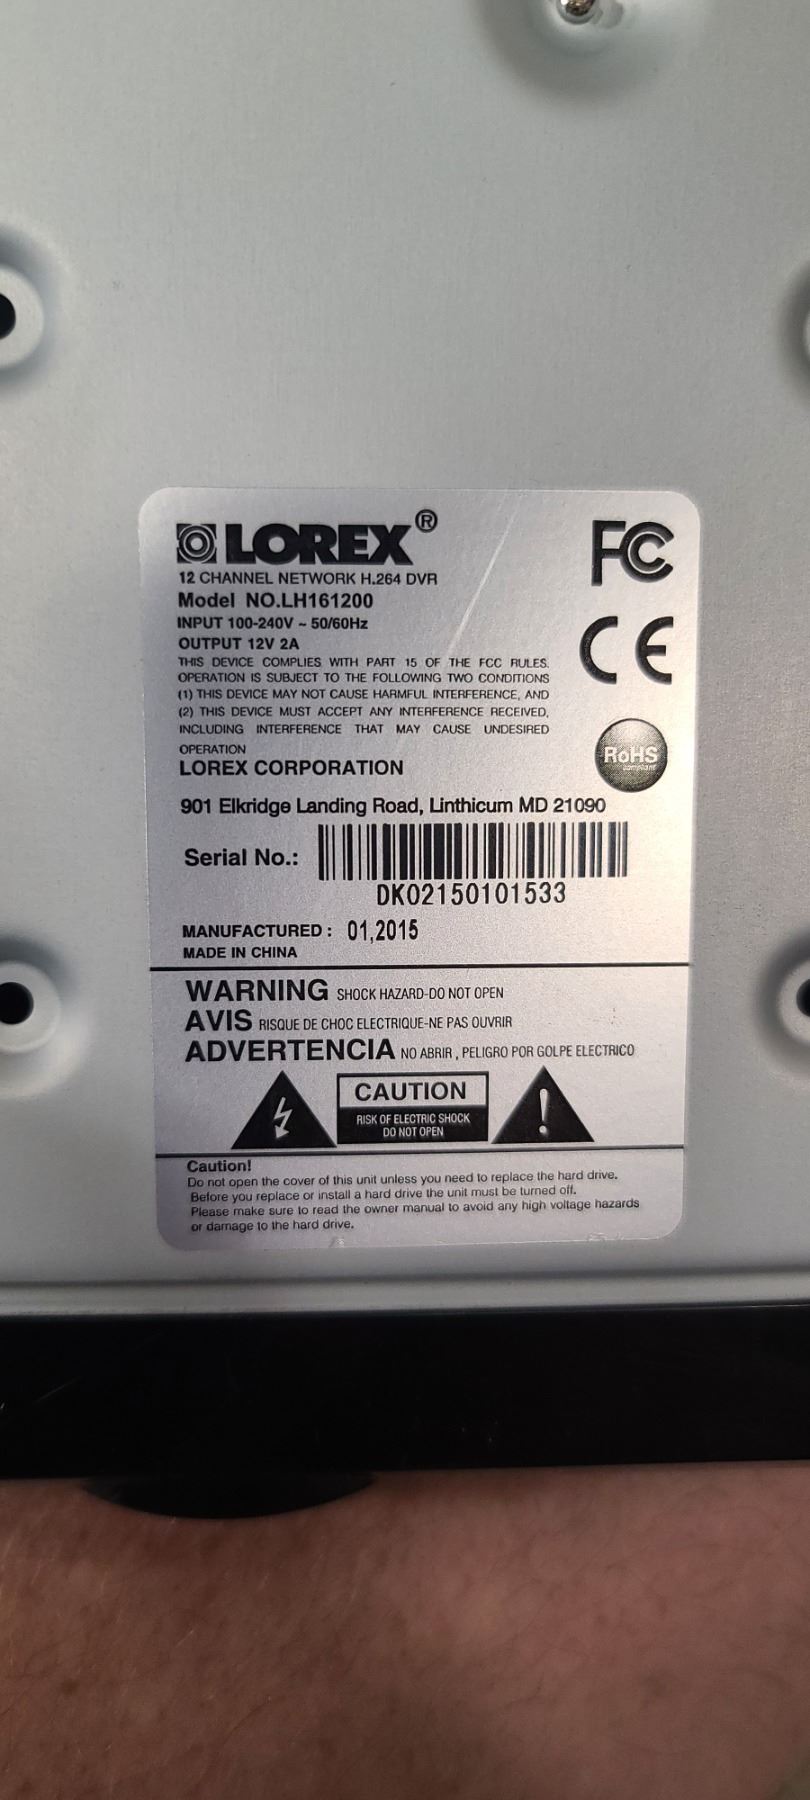 LOREX®
12 CHANNEL NETWORK H.264 DVR
Model NO.LH161200
INPUT 100-240V ~ 50/60Hz
OUTPUT 12V 2A
THIS DEVICE COMPLIES WITH PART 15 OF THE FCC RULES.
OPERATION IS SUBJECT TO THE FOLLOWING TWO CONDITIONS
(1) THIS DEVICE MAY NOT CAUSE HARMFUL INTERFERENCE, AND
(2) THIS DEVICE MUST ACCEPT ANY INTERFERENCE RECEIVED,
INCLUDING INTERFERENCE THAT MAY CAUSE UNDESIRED
OPERATION
LOREX CORPORATION
FC
CE
RoHS
compliant
901 Elkridge Landing Road, Linthicum MD 21090
Serial No.:
DK02150101533
MANUFACTURED : 01,2015
MADE IN CHINA
WARNING SHOCK HAZARD-DO NOT OPEN
AVIS RISQUE DE CHOC ELECTRIQUE-NE PAS OUVRIR
ADVERTENCIA NO ABRIR , PELIGRO POR GOLPE ELECTRICO
CAUTION
RISK OF ELECTRIC SHOCK
DO NOT OPEN
!
Caution!
Do not open the cover of this unit unless you need to replace the hard drive.
Before you replace or install a hard drive the unit must be turned off.
Please make sure to read the owner manual to avoid any high voltage hazards
or damage to the hard drive.